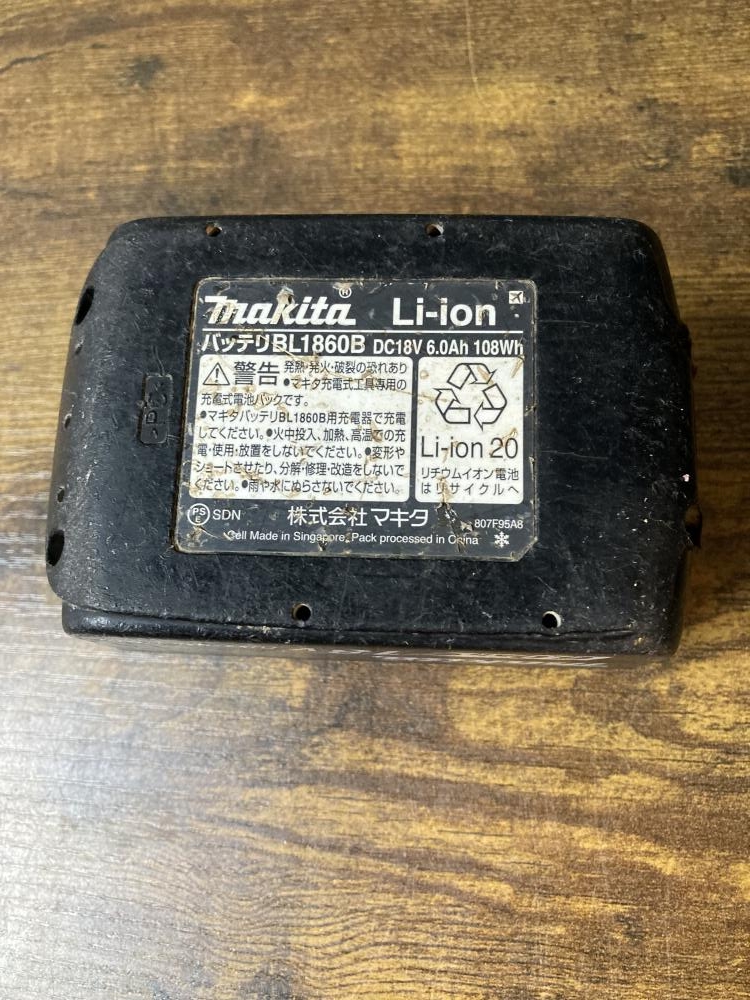 makita® Li-ion
バッテリBL1860B DC18V 6.0Ah 108Wh
警告 発熱・発火・破裂の恐れあり
●マキタ充電式工具専用の
充電式電池パックです。
●マキタバッテリBL1860B用充電器で充電
してください。●火中投入、加熱、高温での充
電・使用・放置をしないでください。●変形や
ショートさせたり、分解・修理・改造をしないで
ください。●雨や水にぬらさないでください。
Li-ion 20
リチウムイオン電池
はリサイクルへ
PS
E SDN 株式会社マキタ 807F95A8
Cell Made in Singapore, Pack processed in China